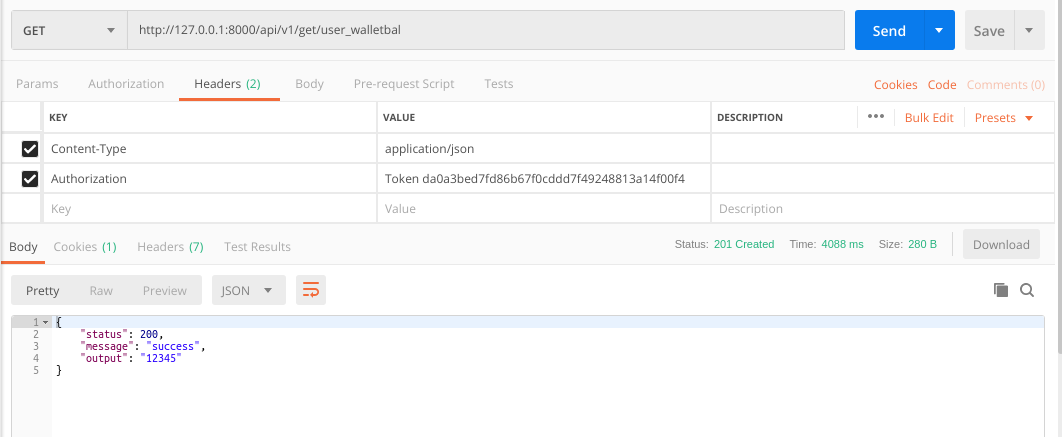 GET http://127.0.0.1:8000/api/v1/get/user_walletbal Send Save
Params Authorization Headers (2) Body Pre-request Script Tests Cookies Code Comments (0)
KEY VALUE DESCRIPTION ••• Bulk Edit Presets
Content-Type application/json
Authorization Token da0a3bed7fd86b67f0cddd7f49248813a14f00f4
Key Value Description
Body Cookies (1) Headers (7) Test Results Status: 201 Created Time: 4088 ms Size: 280 B Download
Pretty Raw Preview JSON
1 {
2 "status": 200,
3 "message": "success",
4 "output": "12345"
5 }